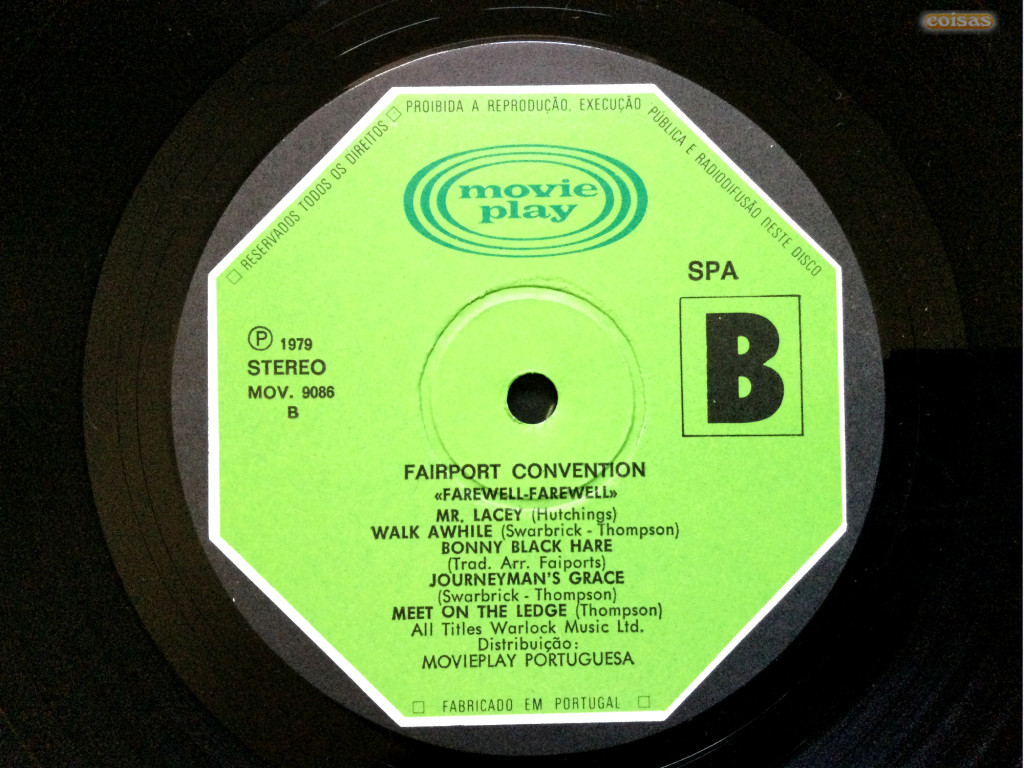 coisas
□ RESERVADOS TODOS OS DIREITOS □ PROIBIDA A REPRODUÇÃO, EXECUÇÃO PÚBLICA E RADIODIFUSÃO DESTE DISCO
movie
play
SPA
B
Ⓟ 1979
STEREO
MOV. 9086
B
FAIRPORT CONVENTION
«FAREWELL-FAREWELL»
MR. LACEY (Hutchings)
WALK AWHILE (Swarbrick - Thompson)
BONNY BLACK HARE
(Trad. Arr. Faiports)
JOURNEYMAN'S GRACE
(Swarbrick - Thompson)
MEET ON THE LEDGE (Thompson)
All Titles Warlock Music Ltd.
Distribuição:
MOVIEPLAY PORTUGUESA
□ FABRICADO EM PORTUGAL □